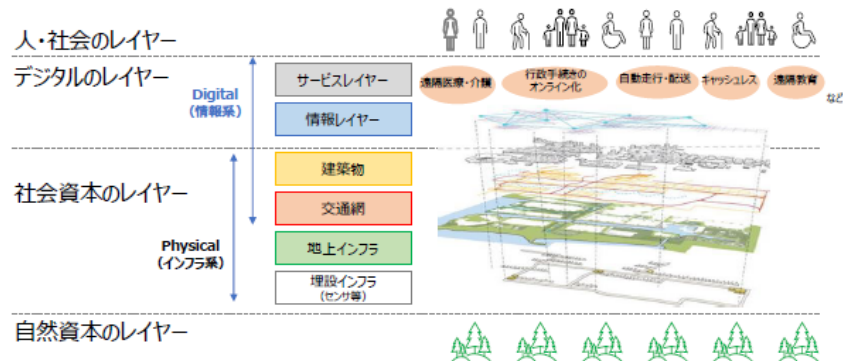 人・社会のレイヤー
デジタルのレイヤー
Digital
(情報系)
サービスレイヤー
情報レイヤー
遠隔医療・介護
行政手続きの
オンライン化
自動走行・配送
キャッシュレス
遠隔教育
など
社会資本のレイヤー
Physical
(インフラ系)
建築物
交通網
地上インフラ
埋設インフラ
(センサ等)
自然資本のレイヤー